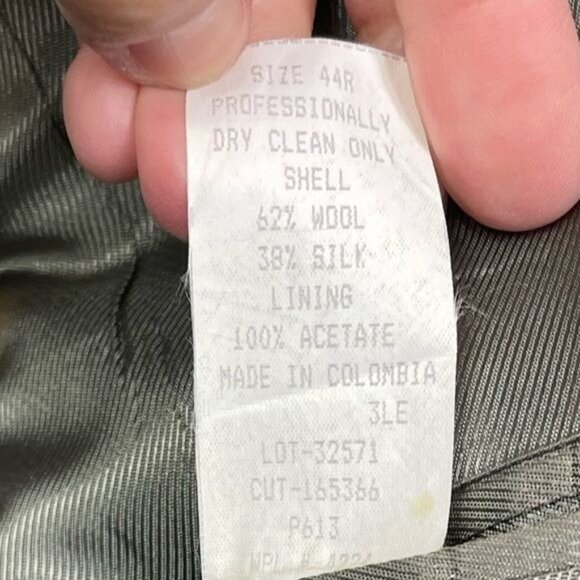 SIZE 44R
PROFESSIONALLY
DRY CLEAN ONLY
SHELL
62% WOOL
38% SILK
LINING
100% ACETATE
MADE IN COLOMBIA
3LE
LOT-32571
CUT-165366
P613